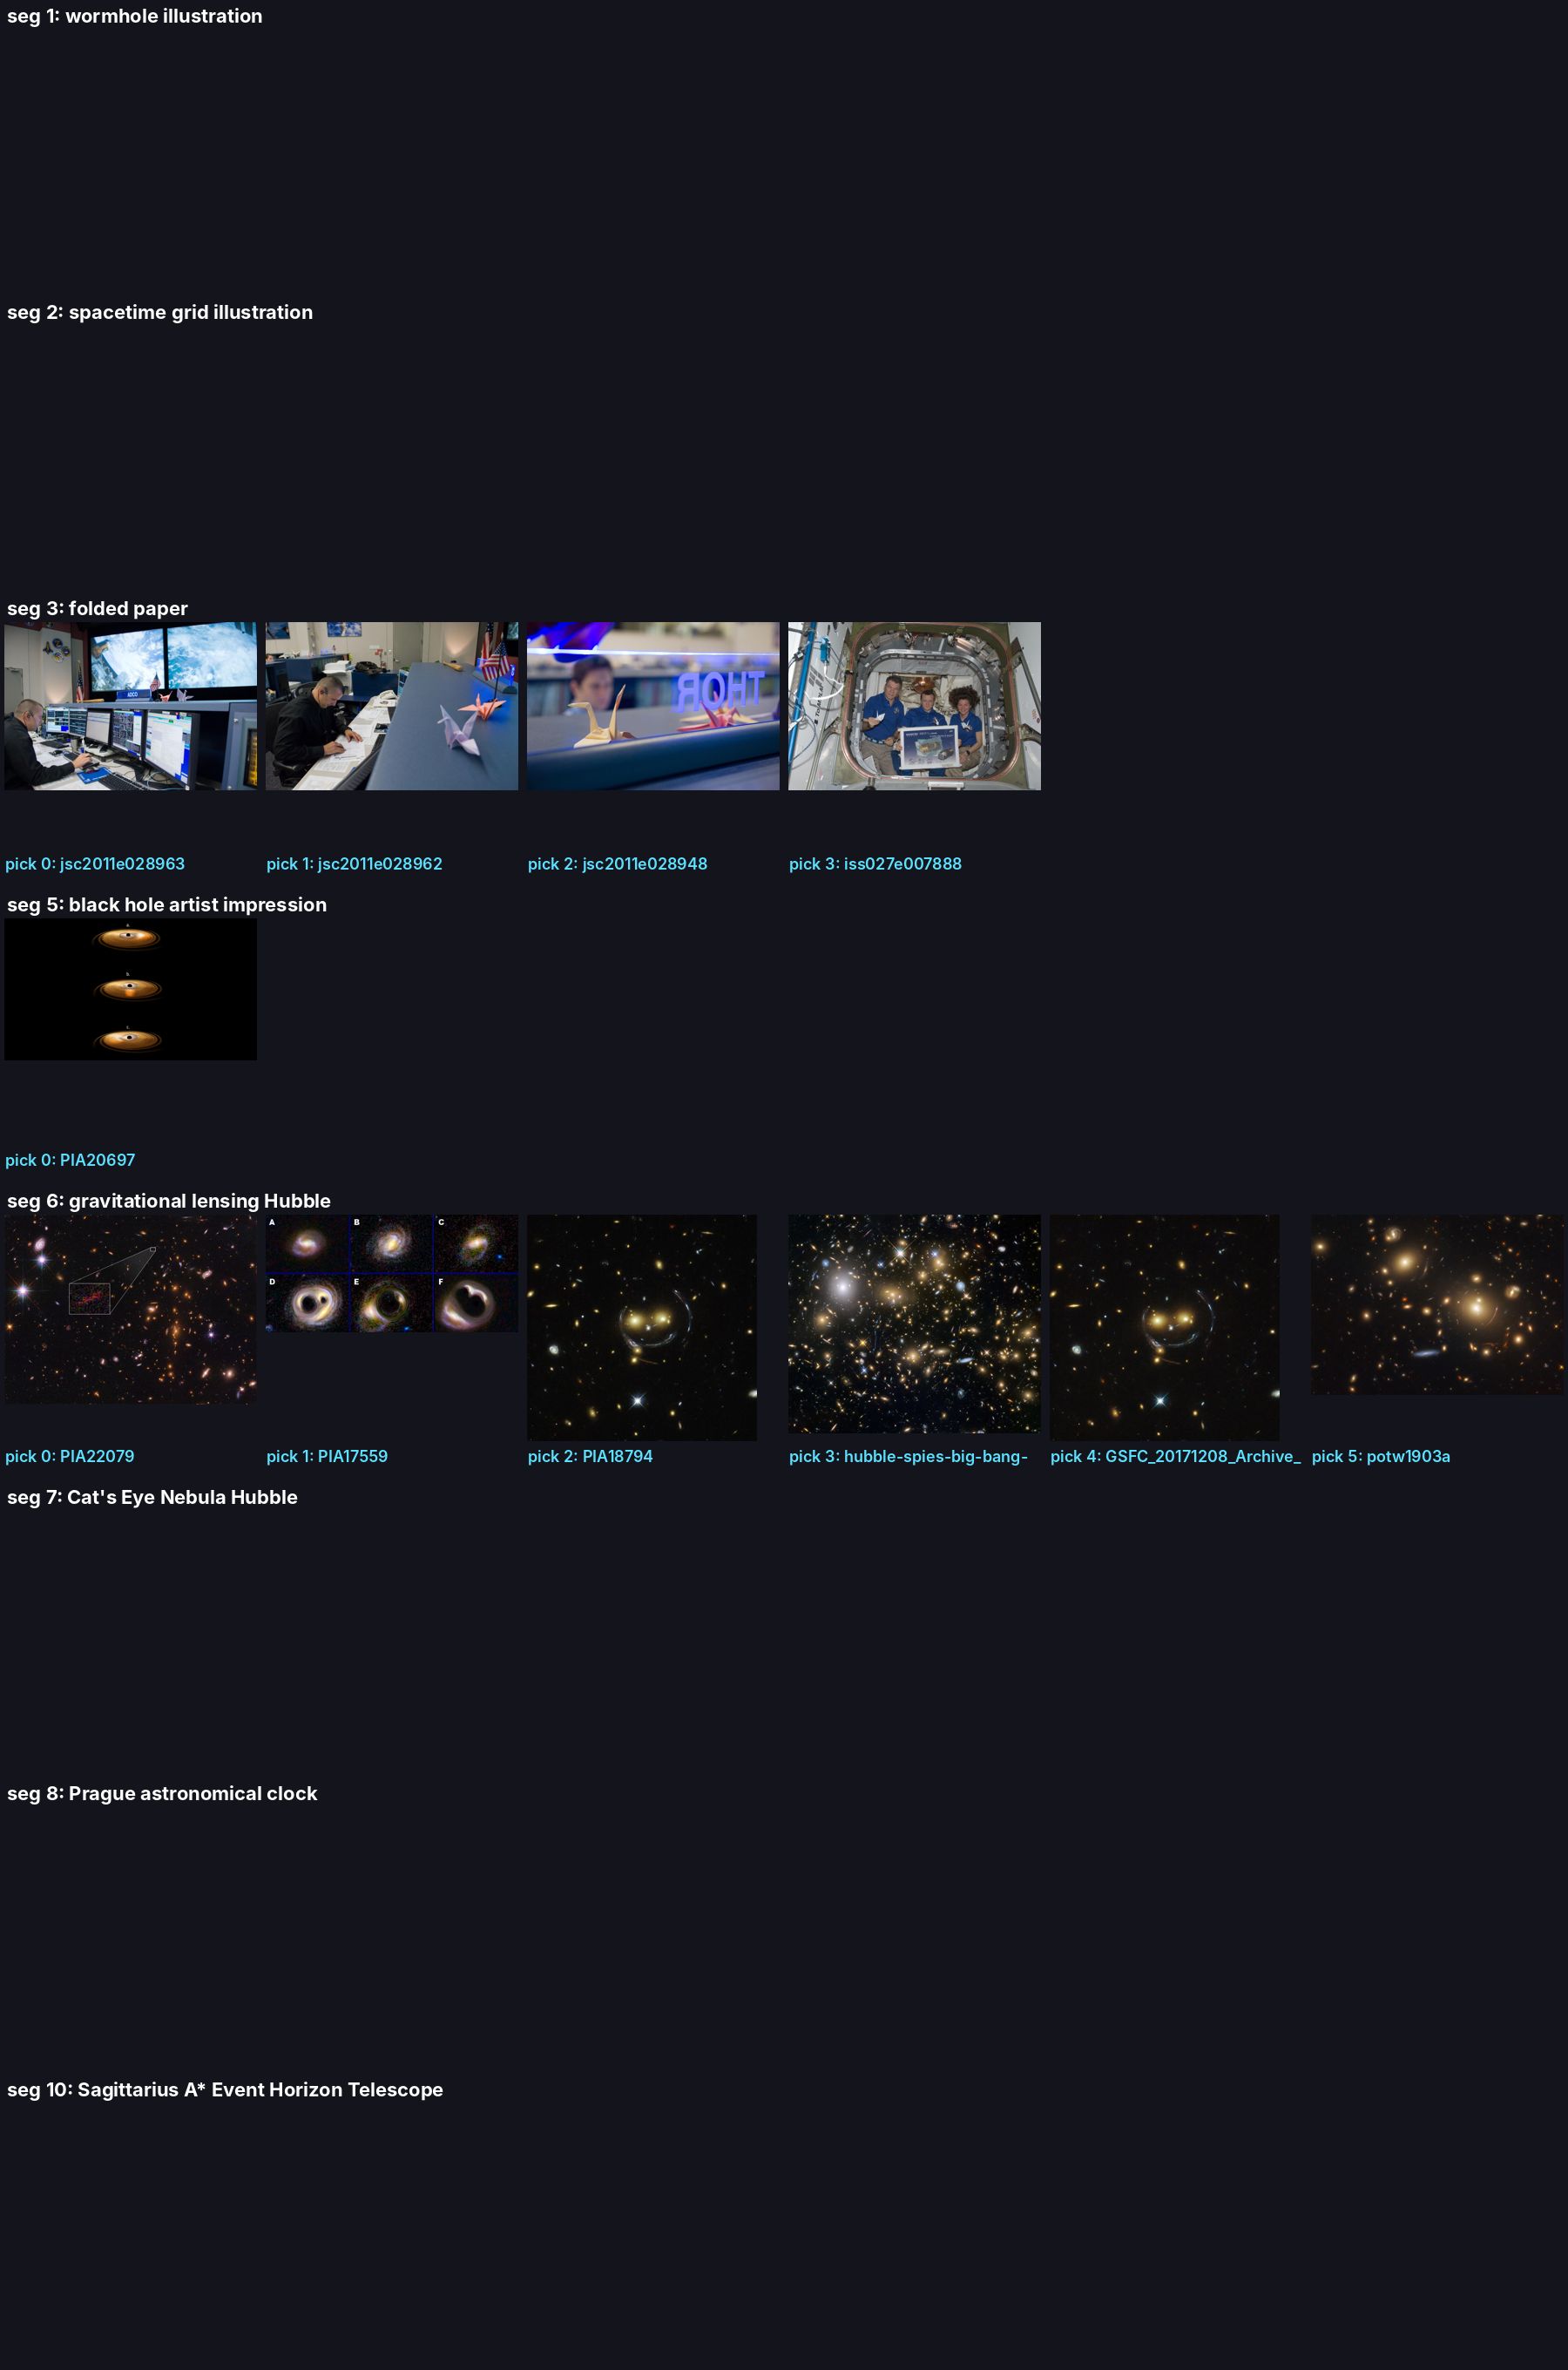 seg 1: wormhole illustration
seg 2: spacetime grid illustration
seg 3: folded paper
ЯOHT
pick 0: jsc2011e028963
pick 1: jsc2011e028962
pick 2: jsc2011e028948
pick 3: iss027e007888
seg 5: black hole artist impression
pick 0: PIA20697
seg 6: gravitational lensing Hubble
A
B
C
D
E
F
pick 0: PIA22079
pick 1: PIA17559
pick 2: PIA18794
pick 3: hubble-spies-big-bang-
pick 4: GSFC_20171208_Archive_
pick 5: potw1903a
seg 7: Cat's Eye Nebula Hubble
seg 8: Prague astronomical clock
seg 10: Sagittarius A* Event Horizon Telescope